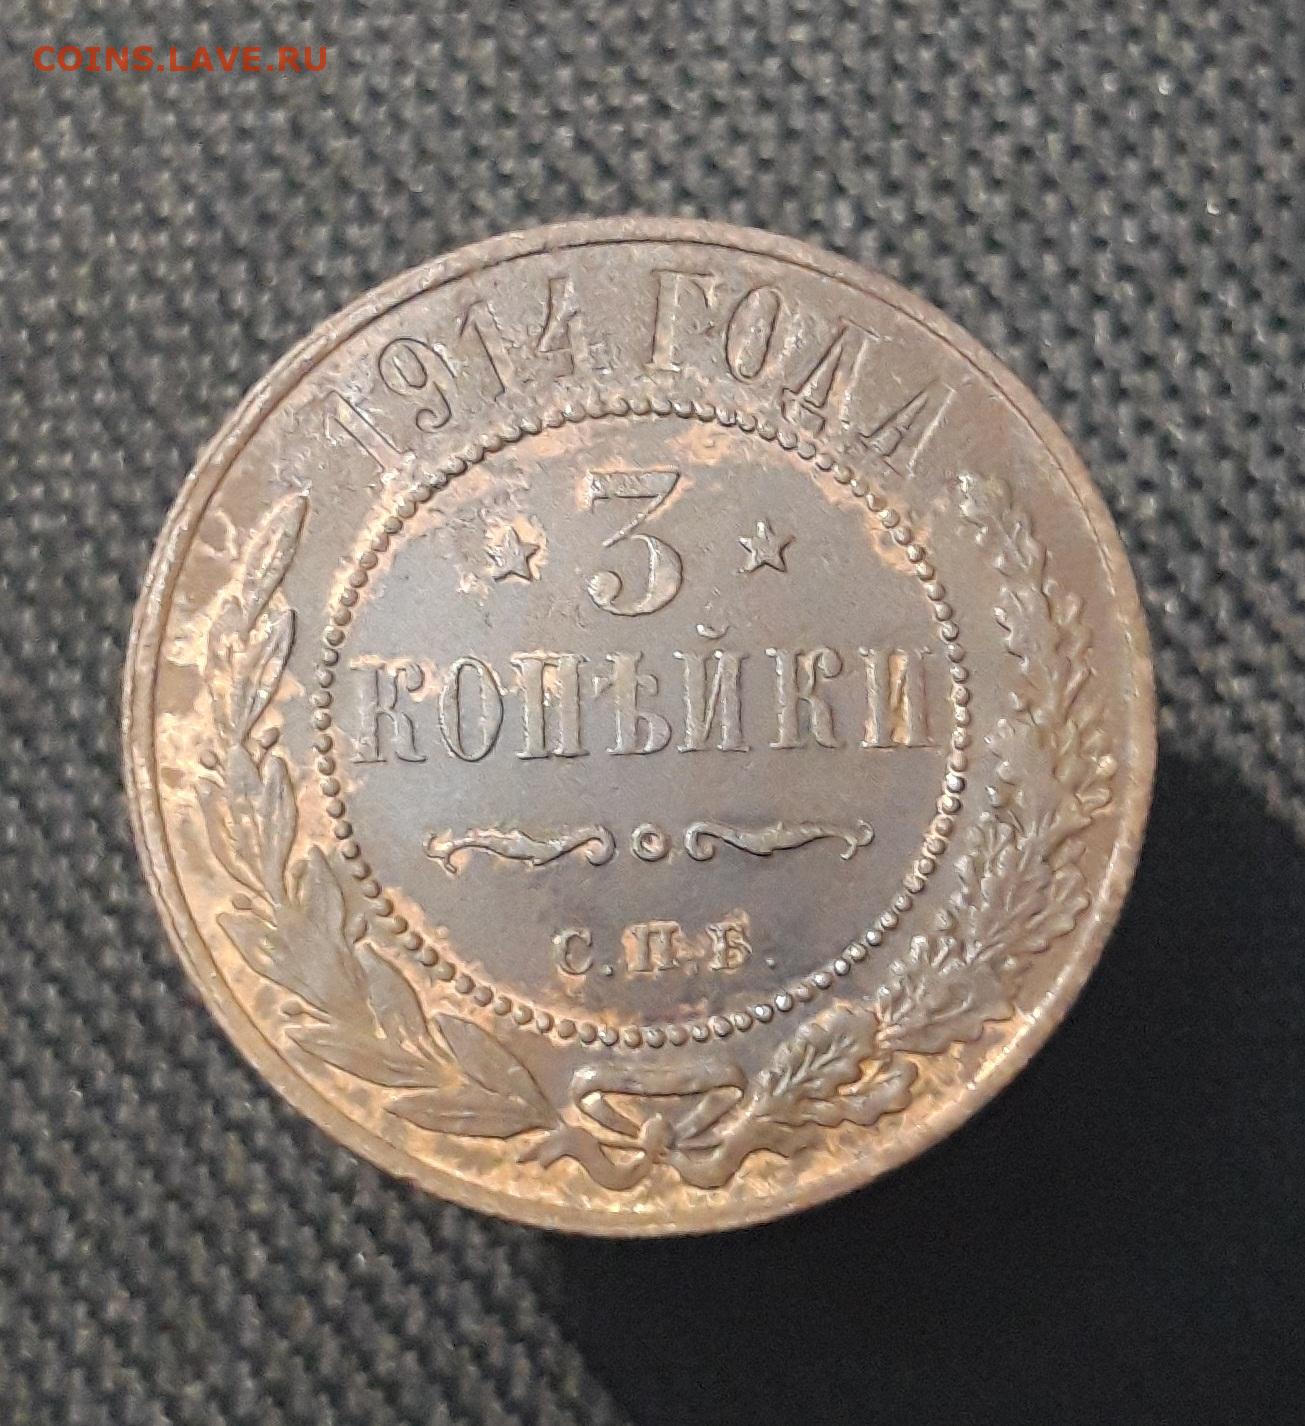 COINS.LAVE.RU
1914 ГОДА
3
КОПѢЙКИ
С.П.Б.